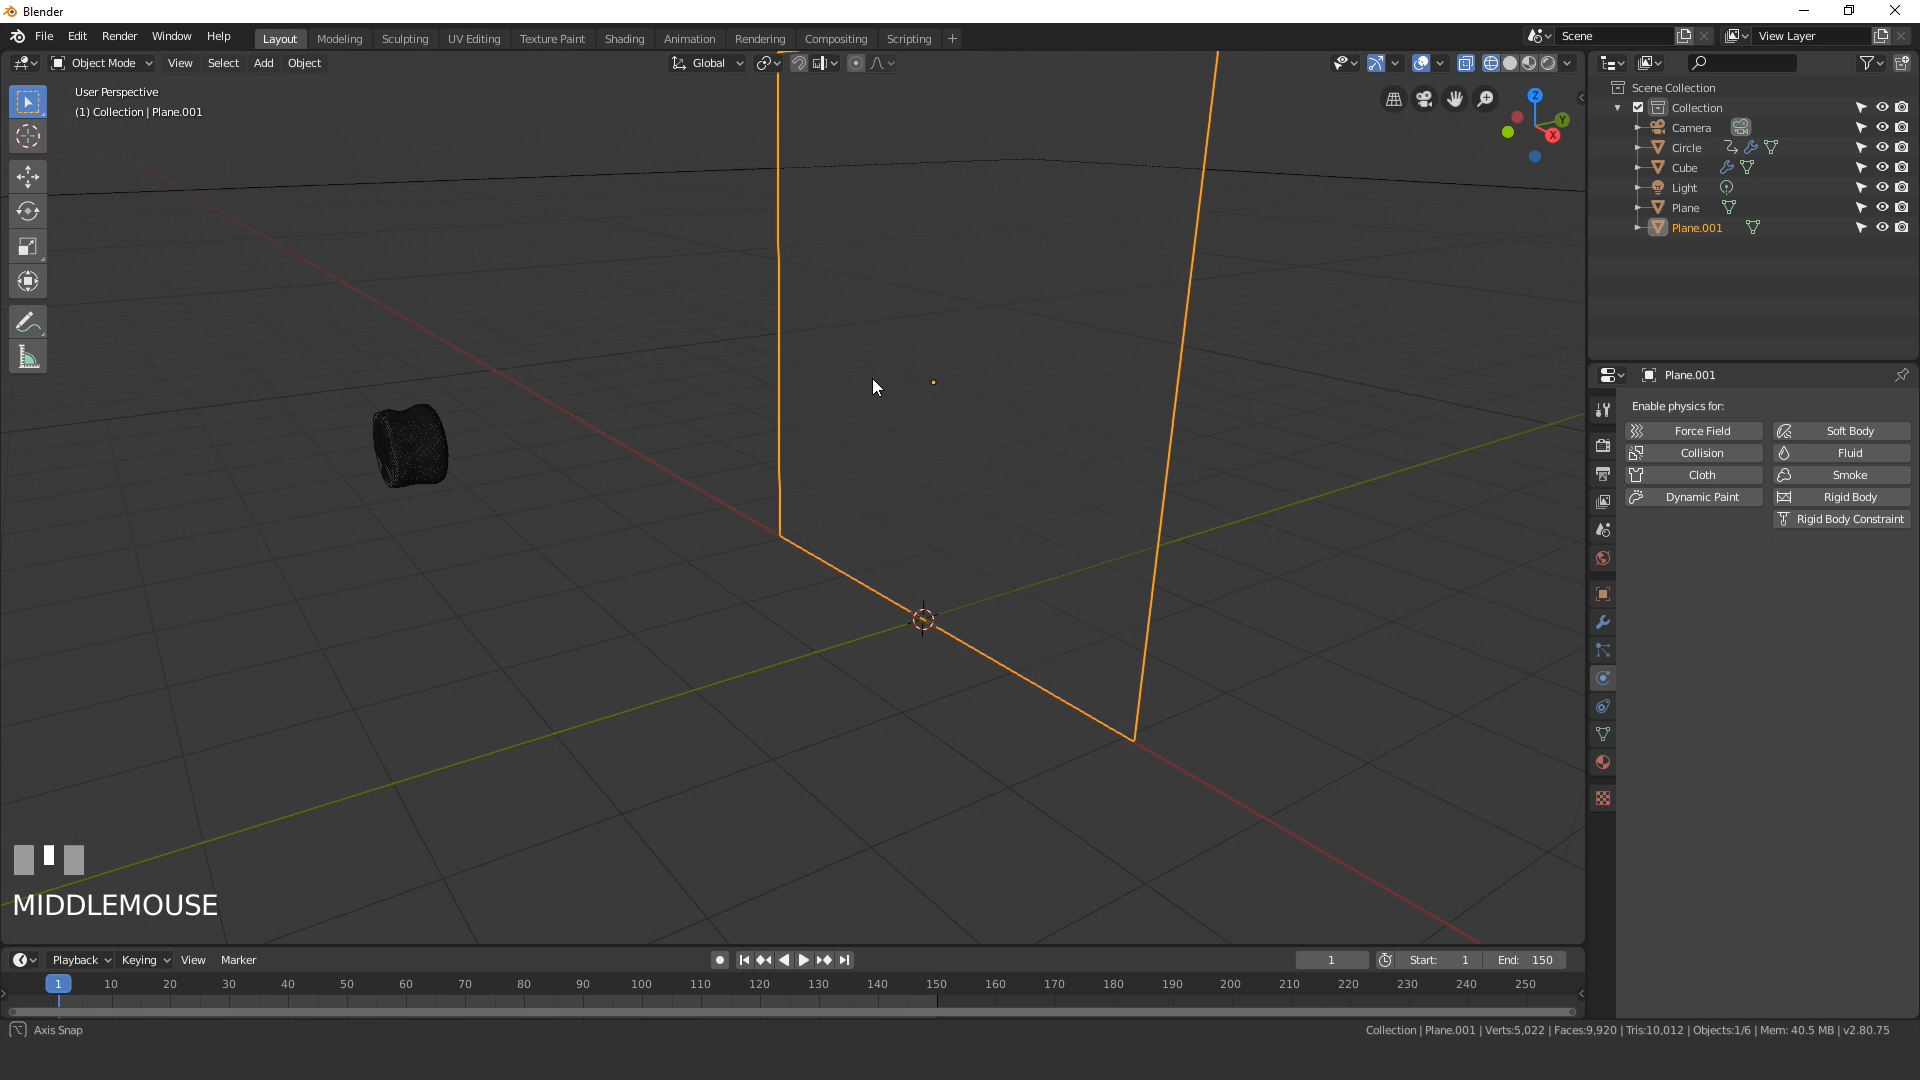 Blender
File Edit Render Window Help
Layout Modeling Sculpting UV Editing Texture Paint Shading Animation Rendering Compositing Scripting +
Scene
View Layer
Object Mode View Select Add Object
Global
User Perspective
(1) Collection | Plane.001
Z
Y
X
Scene Collection
Collection
Camera
Circle
Cube
Light
Plane
Plane.001
Plane.001
Enable physics for:
Force Field Soft Body
Collision Fluid
Cloth Smoke
Dynamic Paint Rigid Body
Rigid Body Constraint
MIDDLEMOUSE
Playback Keying View Marker
1 Start: 1 End: 150
1 10 20 30 40 50 60 70 80 90 100 110 120 130 140 150 160 170 180 190 200 210 220 230 240 250
Axis Snap
Collection | Plane.001 | Verts:5,022 | Faces:9,920 | Tris:10,012 | Objects:1/6 | Mem: 40.5 MB | v2.80.75